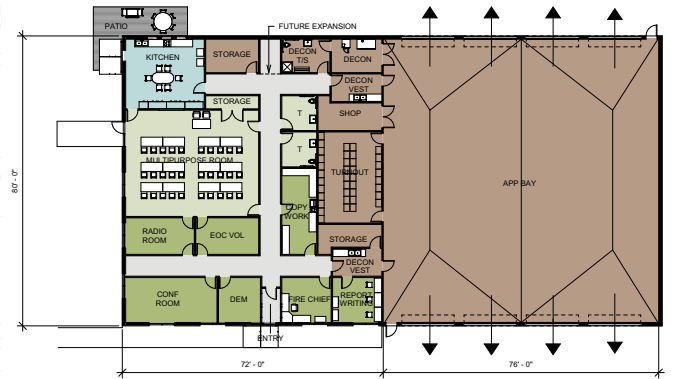 FUTURE EXPANSION
PATIO
KITCHEN
STORAGE
DECON
T/S
DECON
DECON
VEST
STORAGE
T
SHOP
MULTIPURPOSE ROOM
T
TURNOUT
APP BAY
80' - 0"
COPY
WORK
RADIO
ROOM
EOC VOL
STORAGE
DECON
VEST
CONF
ROOM
DEM
FIRE CHIEF
REPORT
WRITING
ENTRY
72' - 0"
76' - 0"